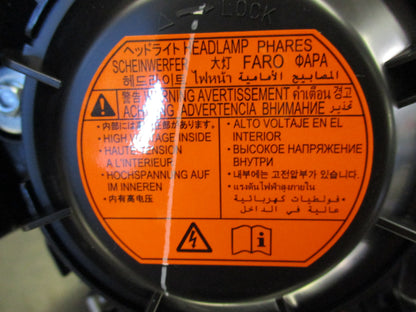 LOCK
ヘッドライト HEADLAMP PHARES
SCHEINWERFER 大灯 FARO ФАРА
헤드라이트 ไฟหน้า المصابيح الأمامية
警告 WARNING AVERTISSEMENT คำเตือน 경고
ACHTUNG ADVERTENCIA ВНИМАНИЕ تحذير
• 内部には高電圧部が有ります。
• HIGH VOLTAGE INSIDE
• HAUTE TENSION
A L'INTERIEUR
• HOCHSPANNUNG AUF
IM INNEREN
• 内有高电压
• ALTO VOLTAJE EN EL
INTERIOR
• ВЫСОКОЕ НАПРЯЖЕНИЕ
ВНУТРИ
• 내부에는 고전압부가 있습니다.
• แรงดันไฟฟ้าสูงภายใน
• فولطيات كهربائية
عالية في الداخل